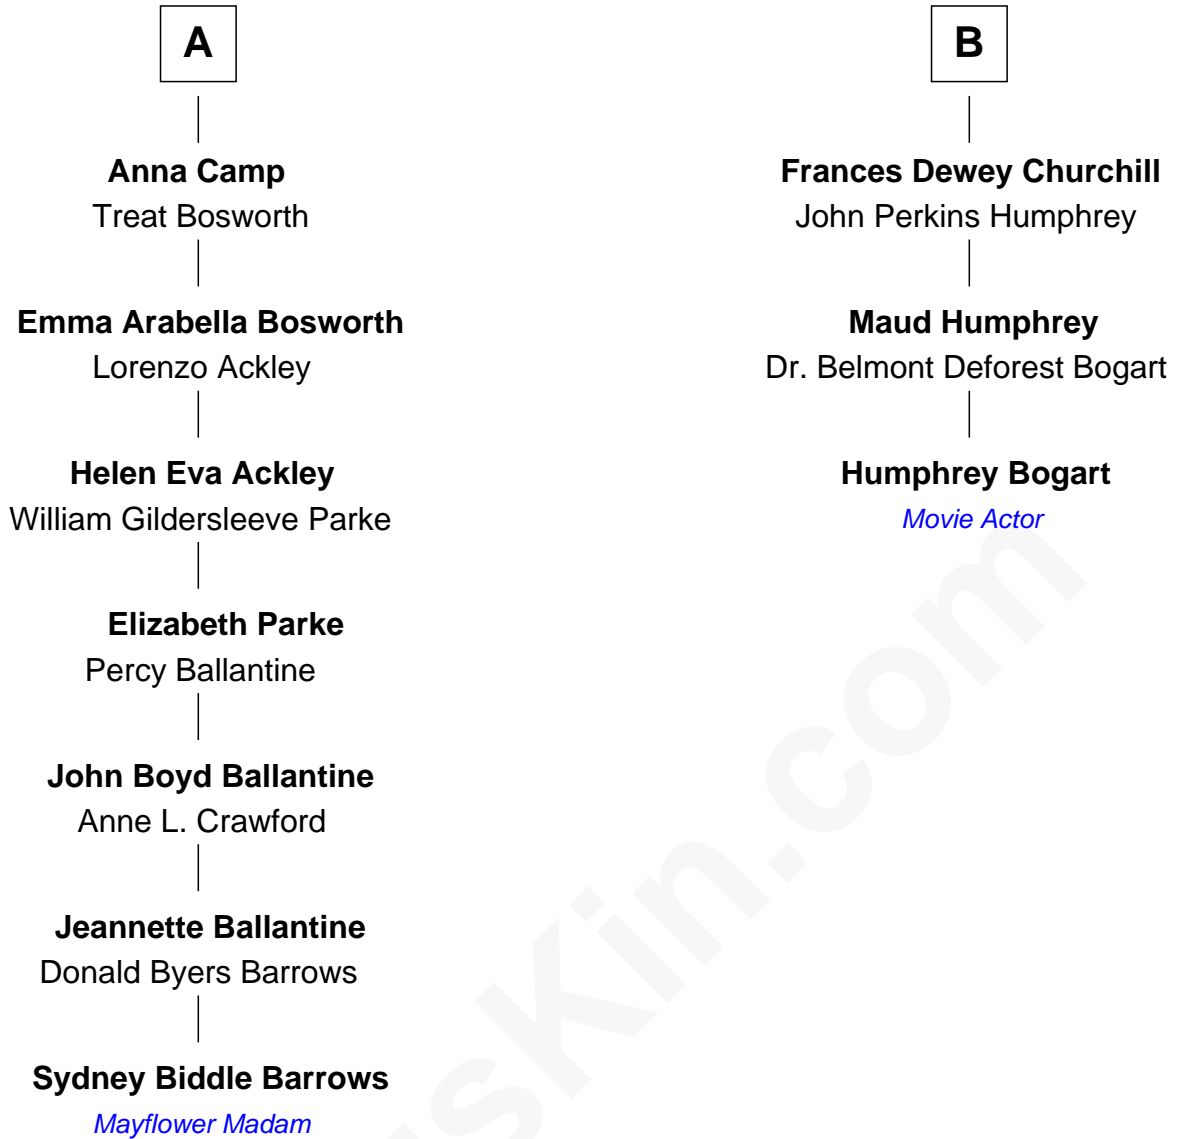 A
Anna Camp
Treat Bosworth
Emma Arabella Bosworth
Lorenzo Ackley
Helen Eva Ackley
William Gildersleeve Parke
Elizabeth Parke
Percy Ballantine
John Boyd Ballantine
Anne L. Crawford
Jeannette Ballantine
Donald Byers Barrows
Sydney Biddle Barrows
Mayflower Madam
B
Frances Dewey Churchill
John Perkins Humphrey
Maud Humphrey
Dr. Belmont Deforest Bogart
Humphrey Bogart
Movie Actor